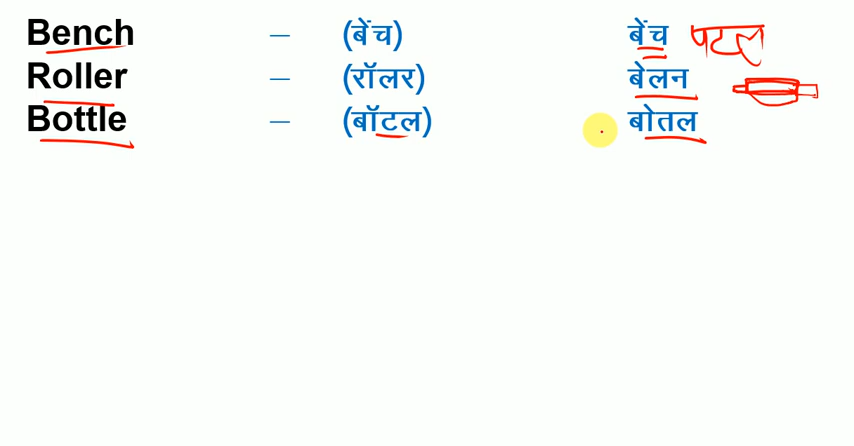 Bench – (बेंच) बेंच पटल
Roller – (रॉलर) बेलन
Bottle – (बॉटल) बोतल